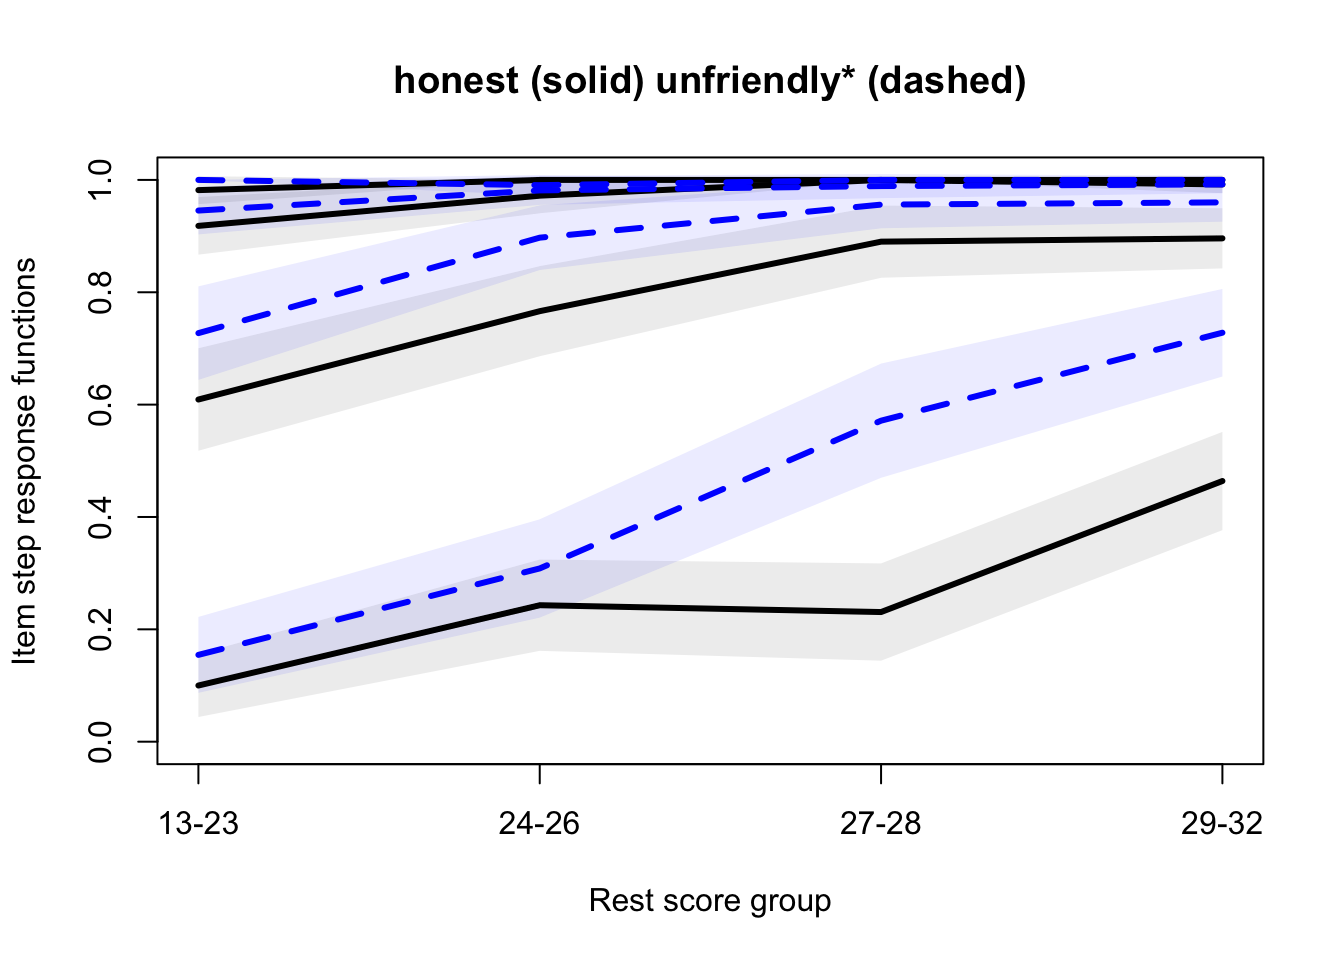 honest (solid) unfriendly* (dashed)
Item step response functions
1.0
0.8
0.6
0.4
0.2
0.0
13-23 24-26 27-28 29-32
Rest score group